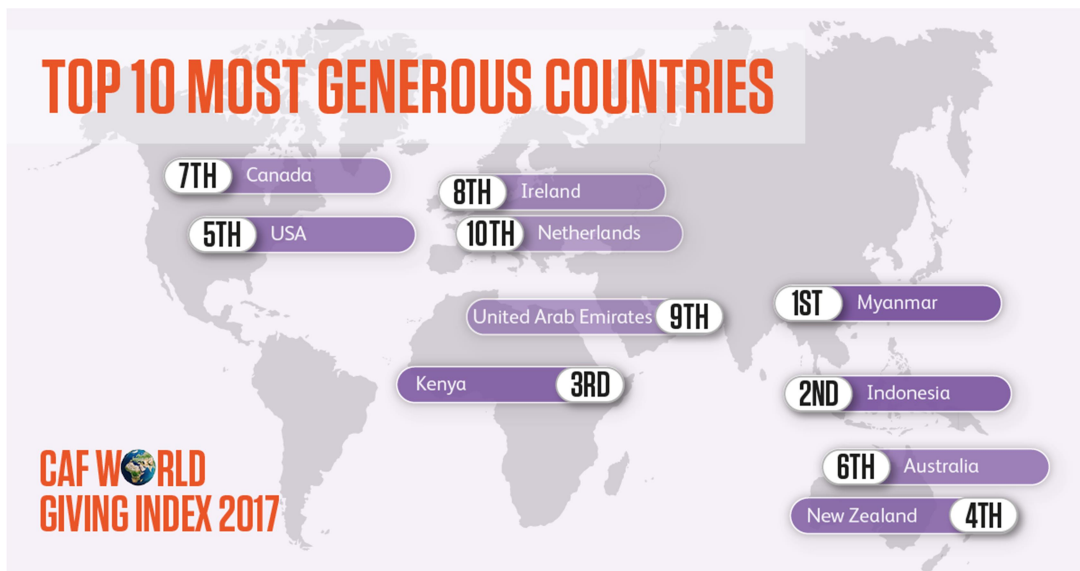 TOP 10 MOST GENEROUS COUNTRIES
7TH Canada
8TH Ireland
5TH USA
10TH Netherlands
1ST Myanmar
United Arab Emirates 9TH
Kenya 3RD
2ND Indonesia
6TH Australia
New Zealand 4TH
CAF WORLD
GIVING INDEX 2017